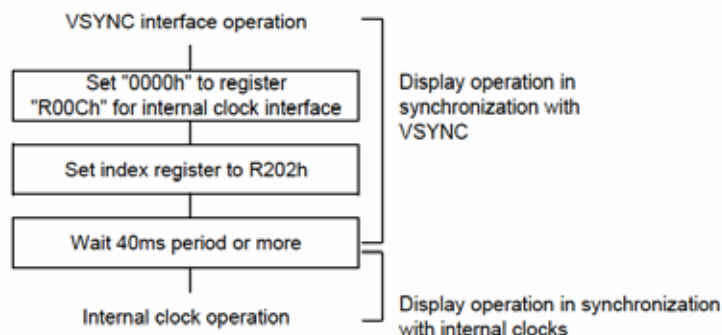 VSYNC interface operation
Set "0000h" to register
"R00Ch" for internal clock interface
Set index register to R202h
Wait 40ms period or more
Internal clock operation
Display operation in
synchronization with
VSYNC
Display operation in synchronization
with internal clocks